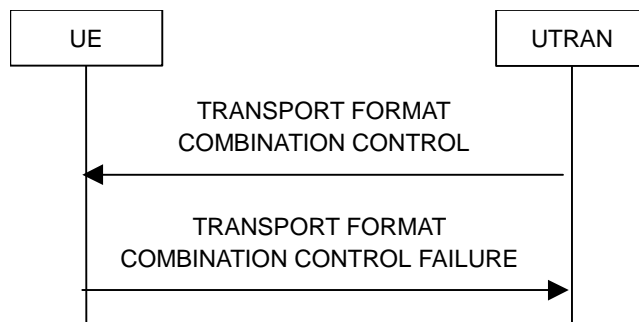 UE
UTRAN
TRANSPORT FORMAT
COMBINATION CONTROL
TRANSPORT FORMAT
COMBINATION CONTROL FAILURE